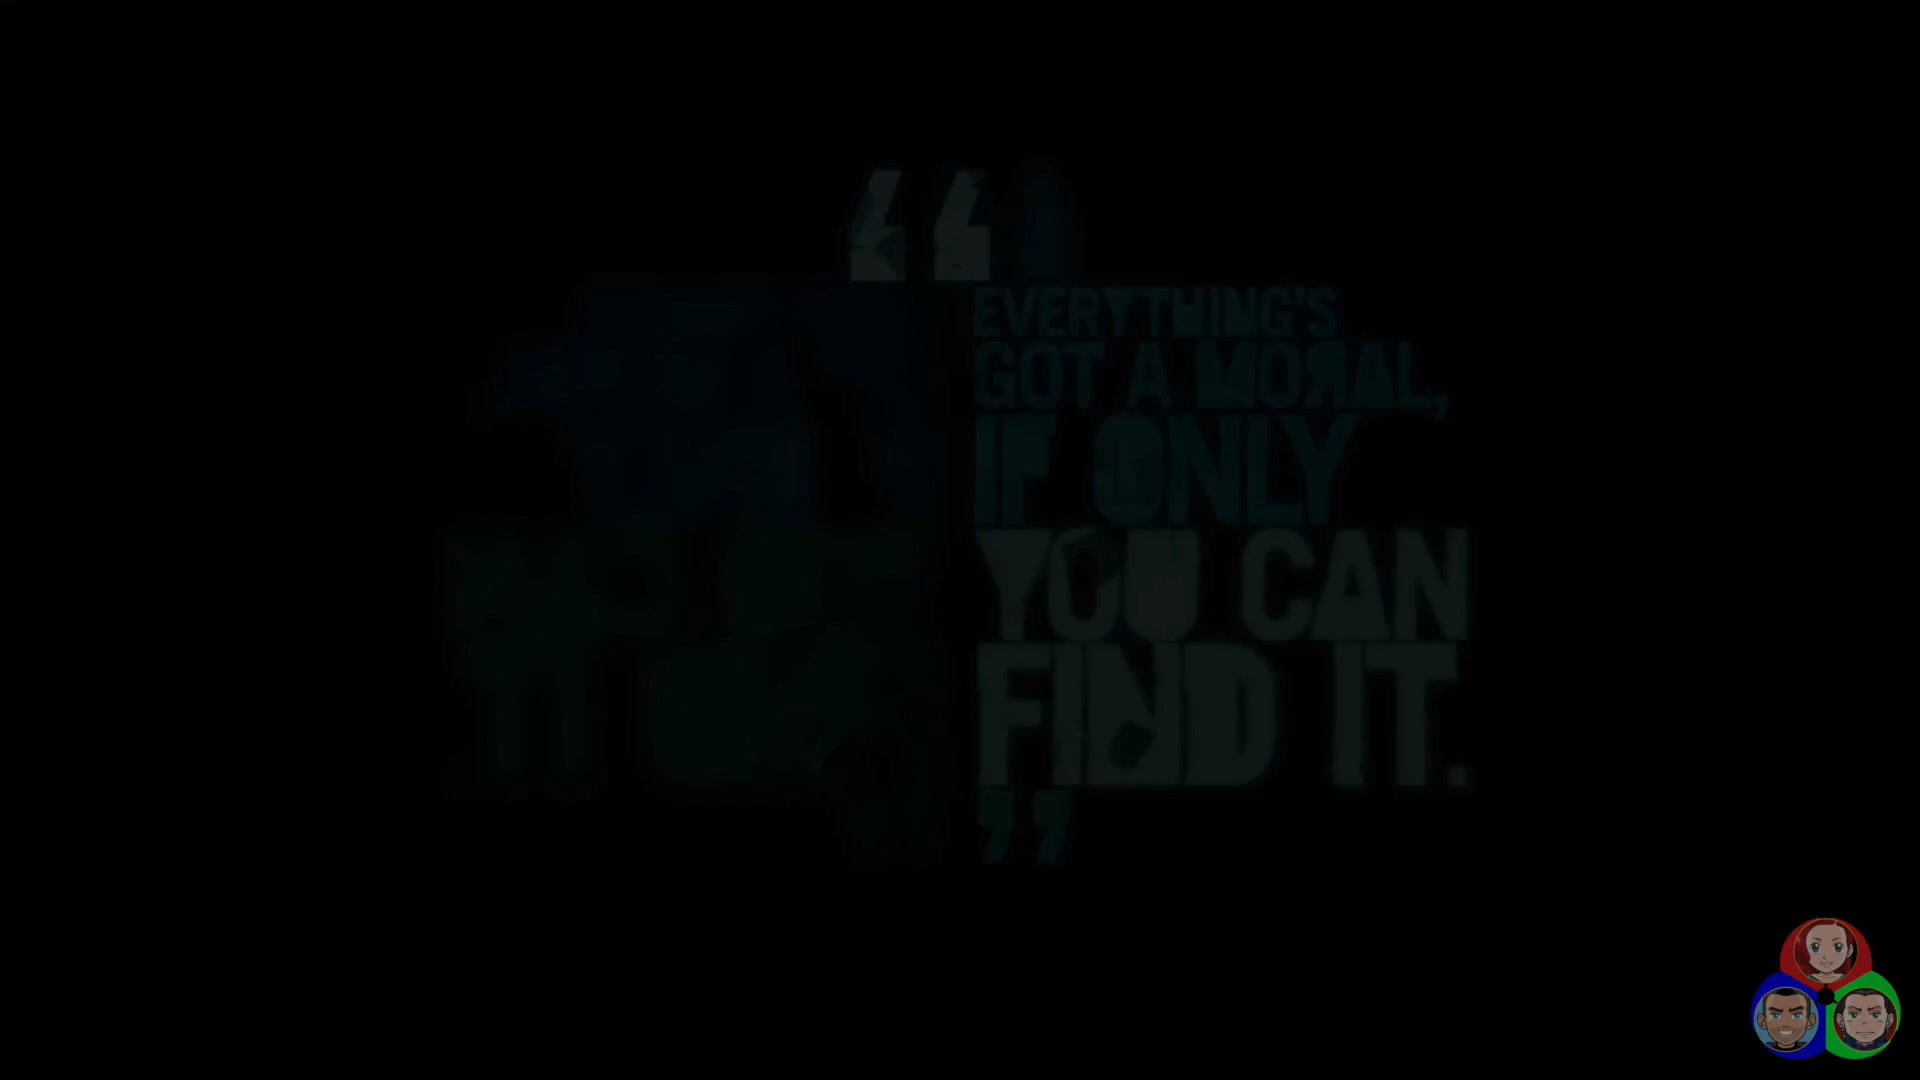 “
EVERYTHING'S
GOT A MORAL,
IF ONLY
YOU CAN
FIND IT.
”